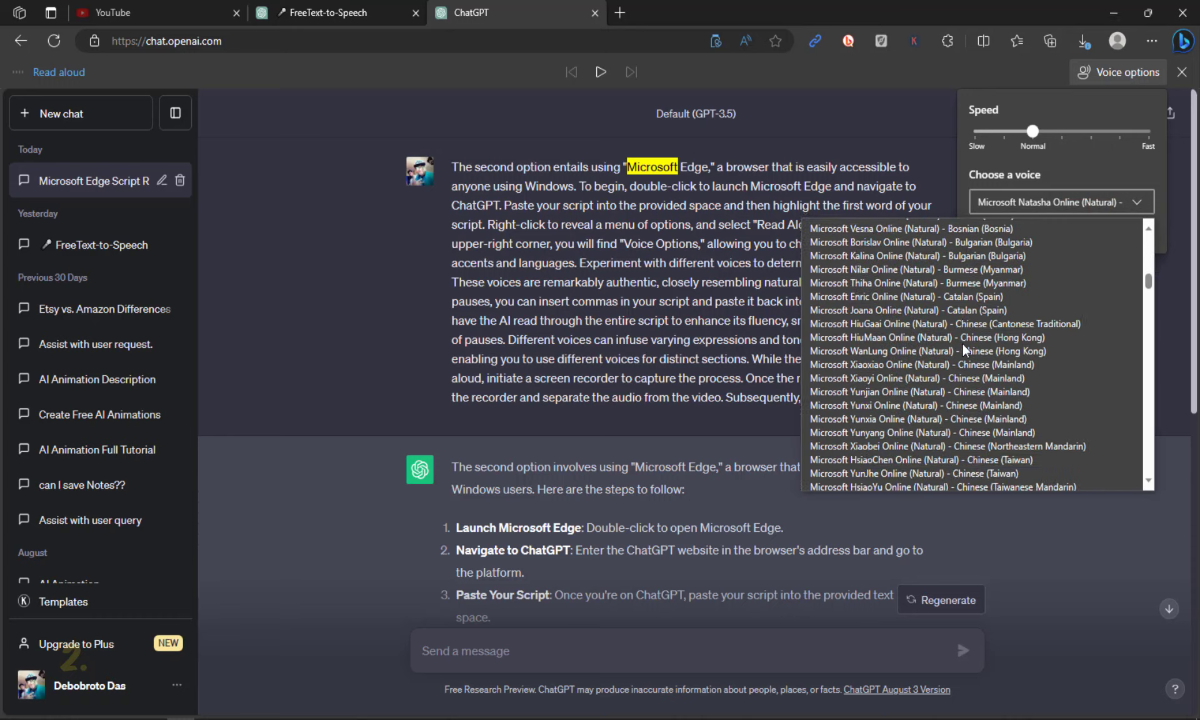 YouTube
FreeText-to-Speech
ChatGPT
https://chat.openai.com
Read aloud
Voice options
New chat
Today
Microsoft Edge Script R
Yesterday
FreeText-to-Speech
Previous 30 Days
Etsy vs. Amazon Differences
Assist with user request.
AI Animation Description
Create Free AI Animations
AI Animation Full Tutorial
can I save Notes??
Assist with user query
August
AI Animation
Templates
Upgrade to Plus
NEW
2.
Debobroto Das
Default (GPT-3.5)
The second option entails using "Microsoft Edge," a browser that is easily accessible to
anyone using Windows. To begin, double-click to launch Microsoft Edge and navigate to
ChatGPT. Paste your script into the provided space and then highlight the first word of your
script. Right-click to reveal a menu of options, and select "Read Alo
upper-right corner, you will find "Voice Options," allowing you to ch
accents and languages. Experiment with different voices to determ
These voices are remarkably authentic, closely resembling natural
pauses, you can insert commas in your script and paste it back into
have the AI read through the entire script to enhance its fluency, sm
of pauses. Different voices can infuse varying expressions and ton
enabling you to use different voices for distinct sections. While the
aloud, initiate a screen recorder to capture the process. Once the r
the recorder and separate the audio from the video. Subsequently,
The second option involves using "Microsoft Edge," a browser that
Windows users. Here are the steps to follow:
1. Launch Microsoft Edge: Double-click to open Microsoft Edge.
2. Navigate to ChatGPT: Enter the ChatGPT website in the browser's address bar and go to
the platform.
3. Paste Your Script: Once you're on ChatGPT, paste your script into the provided text
space.
Regenerate
Send a message
Free Research Preview. ChatGPT may produce inaccurate information about people, places, or facts. ChatGPT August 3 Version
Speed
Slow
Normal
Fast
Choose a voice
Microsoft Natasha Online (Natural) -
Microsoft Vesna Online (Natural) - Bosnian (Bosnia)
Microsoft Borislav Online (Natural) - Bulgarian (Bulgaria)
Microsoft Kalina Online (Natural) - Bulgarian (Bulgaria)
Microsoft Nilar Online (Natural) - Burmese (Myanmar)
Microsoft Thiha Online (Natural) - Burmese (Myanmar)
Microsoft Enric Online (Natural) - Catalan (Spain)
Microsoft Joana Online (Natural) - Catalan (Spain)
Microsoft HiuGaai Online (Natural) - Chinese (Cantonese Traditional)
Microsoft HiuMaan Online (Natural) - Chinese (Hong Kong)
Microsoft WanLung Online (Natural) - Chinese (Hong Kong)
Microsoft Xiaoxiao Online (Natural) - Chinese (Mainland)
Microsoft Xiaoyi Online (Natural) - Chinese (Mainland)
Microsoft Yunjian Online (Natural) - Chinese (Mainland)
Microsoft Yunxi Online (Natural) - Chinese (Mainland)
Microsoft Yunxia Online (Natural) - Chinese (Mainland)
Microsoft Yunyang Online (Natural) - Chinese (Mainland)
Microsoft Xiaobei Online (Natural) - Chinese (Northeastern Mandarin)
Microsoft HsiaoChen Online (Natural) - Chinese (Taiwan)
Microsoft YunJhe Online (Natural) - Chinese (Taiwan)
Microsoft HsiaoYu Online (Natural) - Chinese (Taiwanese Mandarin)